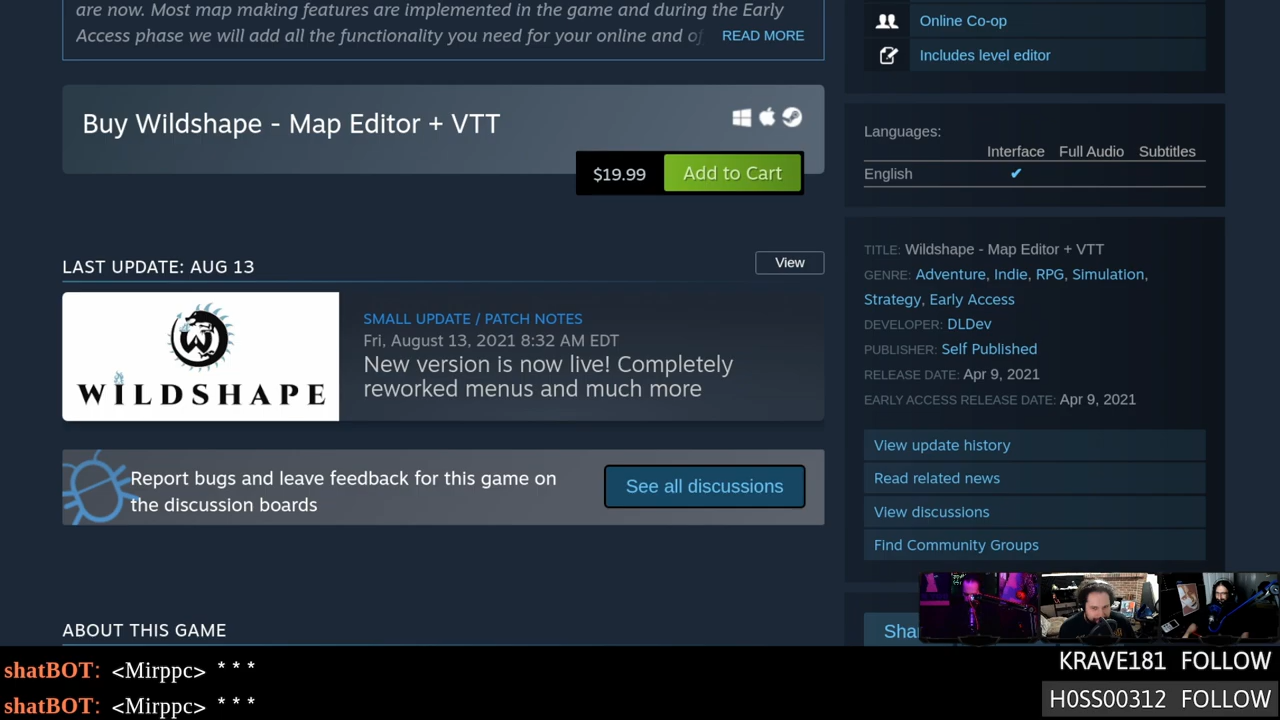 are now. Most map making features are implemented in the game and during the Early
Access phase we will add all the functionality you need for your online and of READ MORE
Buy Wildshape - Map Editor + VTT
$19.99 Add to Cart
LAST UPDATE: AUG 13 View
WILDSHAPE
SMALL UPDATE / PATCH NOTES
Fri, August 13, 2021 8:32 AM EDT
New version is now live! Completely
reworked menus and much more
Report bugs and leave feedback for this game on
the discussion boards
See all discussions
ABOUT THIS GAME
Online Co-op
Includes level editor
Languages:
Interface Full Audio Subtitles
English ✔
TITLE: Wildshape - Map Editor + VTT
GENRE: Adventure, Indie, RPG, Simulation,
Strategy, Early Access
DEVELOPER: DLDev
PUBLISHER: Self Published
RELEASE DATE: Apr 9, 2021
EARLY ACCESS RELEASE DATE: Apr 9, 2021
View update history
Read related news
View discussions
Find Community Groups
shatBOT: <Mirppc> * * *
shatBOT: <Mirppc> * * *
KRAVE181 FOLLOW
H0SS00312 FOLLOW